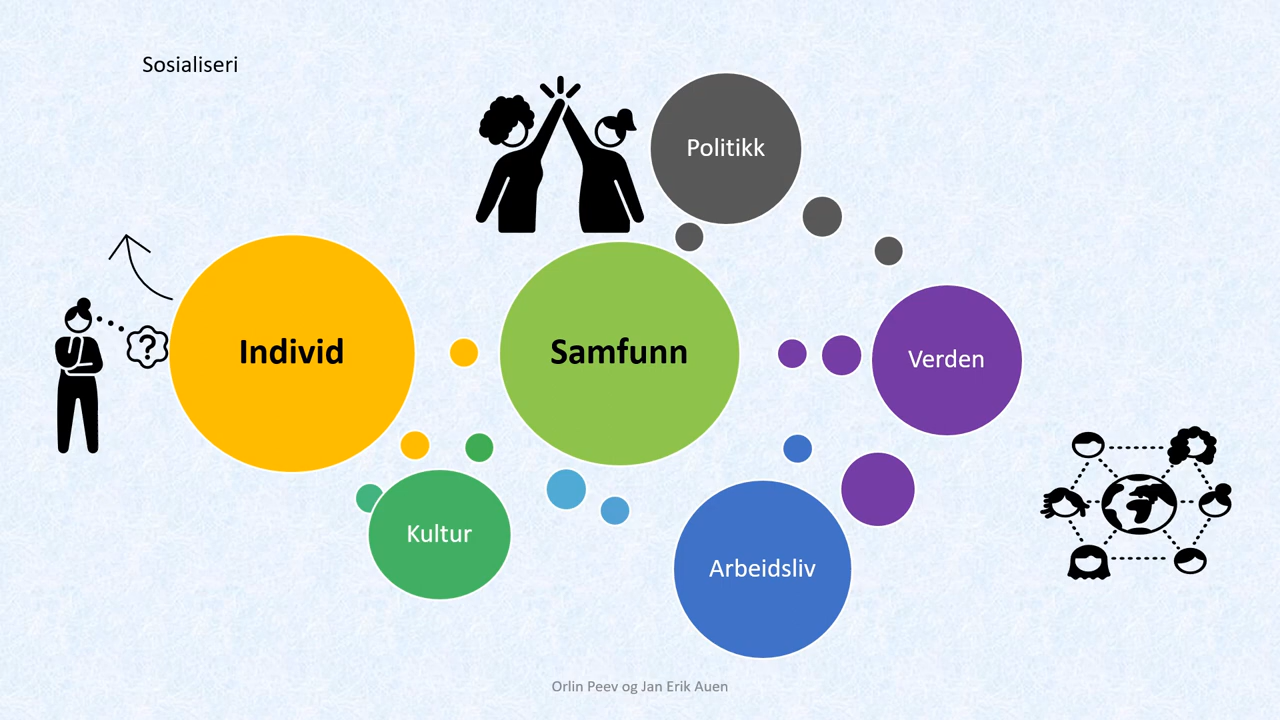 Sosialiseri
Politikk
Individ
Samfunn
Verden
Kultur
Arbeidsliv
Orlin Peev og Jan Erik Auen